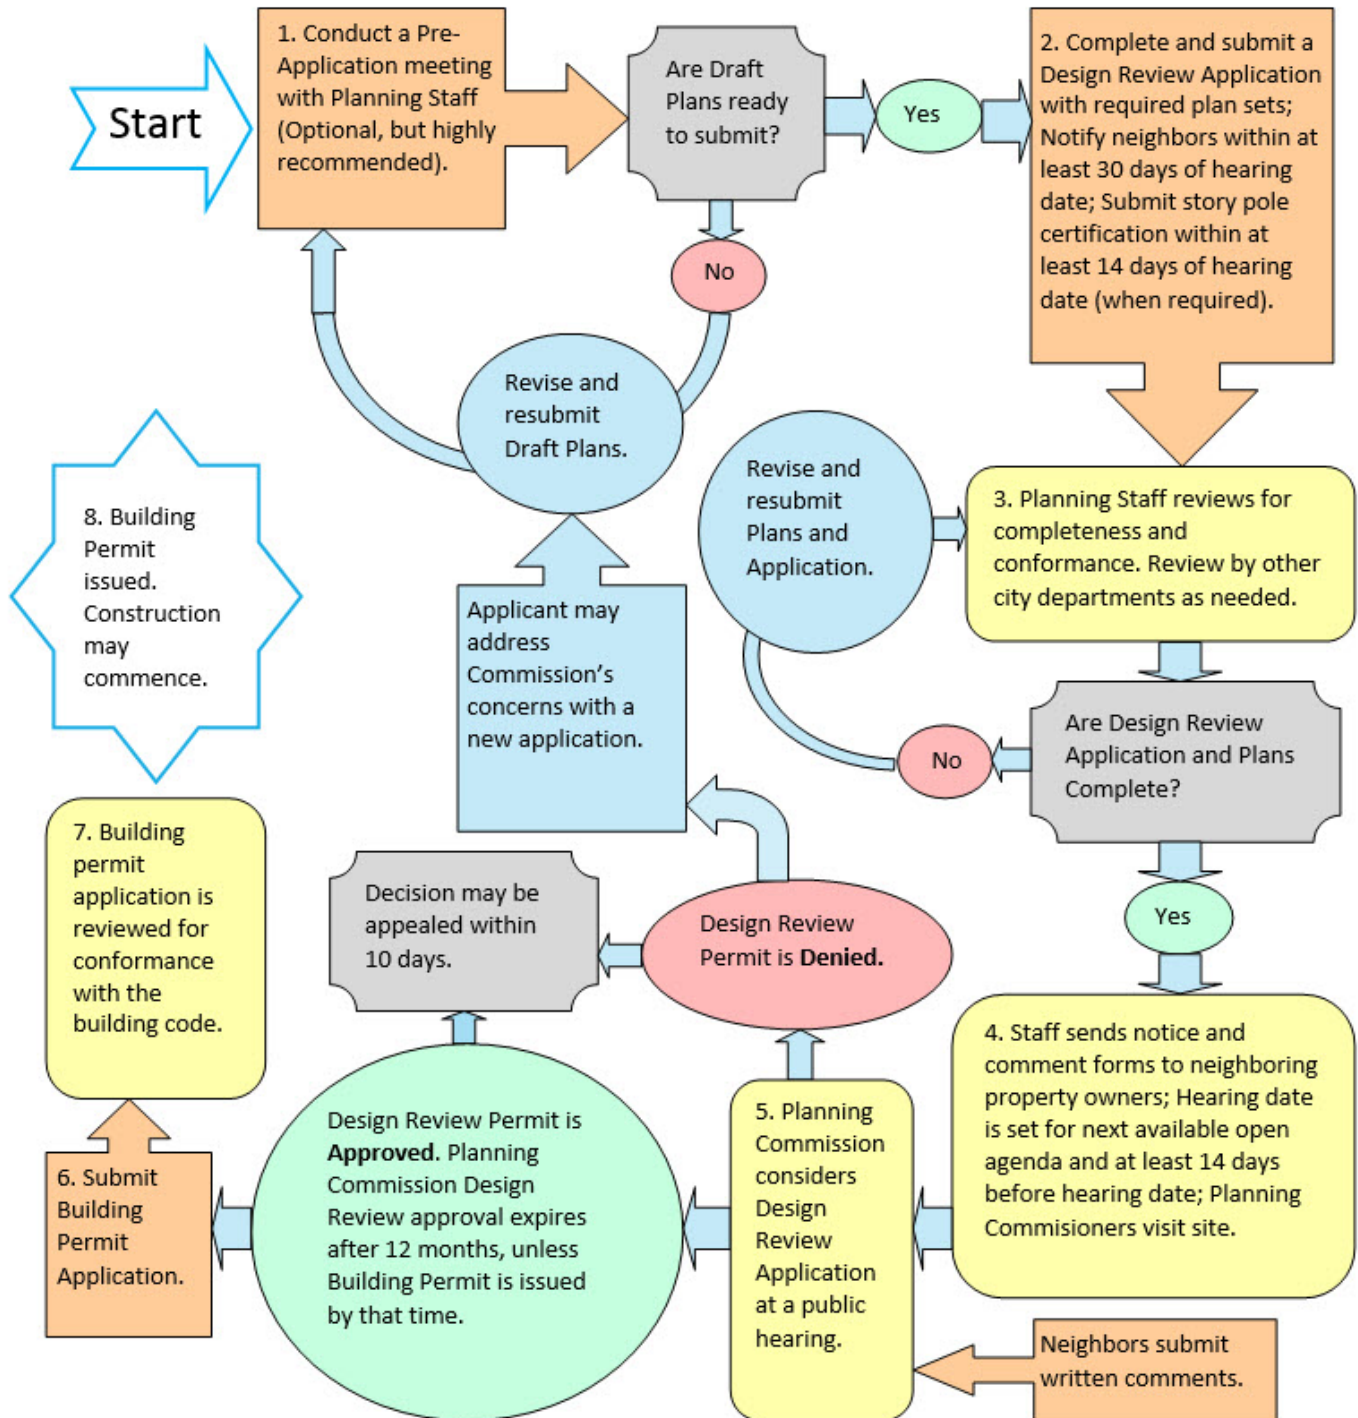 Start
1. Conduct a Pre-
Application meeting
with Planning Staff
(Optional, but highly
recommended).
Are Draft
Plans ready
to submit?
Yes
2. Complete and submit a
Design Review Application
with required plan sets;
Notify neighbors within at
least 30 days of hearing
date; Submit story pole
certification within at
least 14 days of hearing
date (when required).
No
Revise and
resubmit
Draft Plans.
Revise and
resubmit
Plans and
Application.
3. Planning Staff reviews for
completeness and
conformance. Review by other
city departments as needed.
Are Design Review
Application and Plans
Complete?
No
Yes
4. Staff sends notice and
comment forms to neighboring
property owners; Hearing date
is set for next available open
agenda and at least 14 days
before hearing date; Planning
Commisioners visit site.
Neighbors submit
written comments.
5. Planning
Commission
considers
Design
Review
Application
at a public
hearing.
Design Review
Permit is Denied.
Applicant may
address
Commission’s
concerns with a
new application.
Decision may be
appealed within
10 days.
Design Review Permit is
Approved. Planning
Commission Design
Review approval expires
after 12 months, unless
Building Permit is issued
by that time.
6. Submit
Building
Permit
Application.
7. Building
permit
application is
reviewed for
conformance
with the
building code.
8. Building
Permit
issued.
Construction
may
commence.